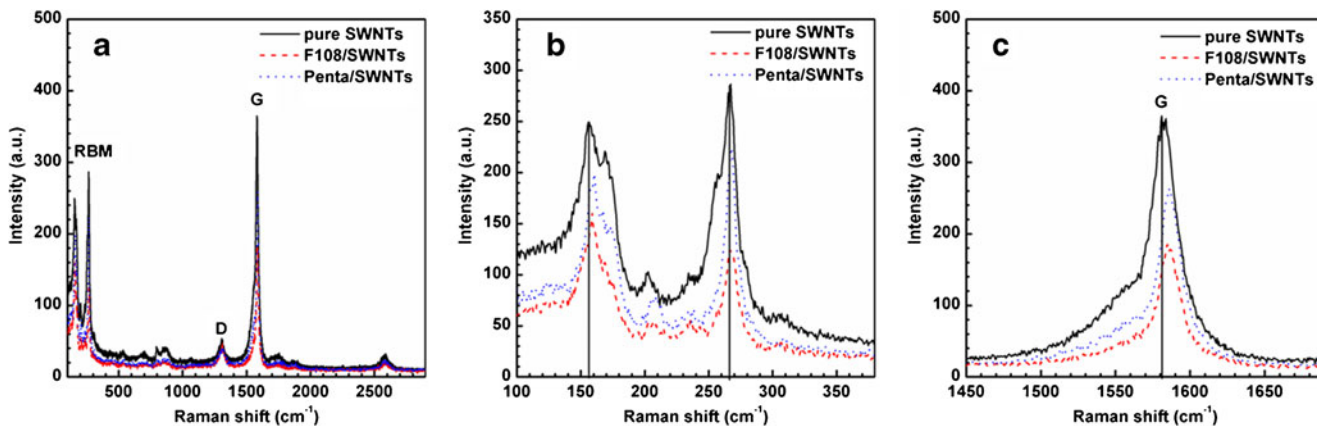 a
pure SWNTs
F108/SWNTs
Penta/SWNTs
RBM
D
G
500
400
300
200
100
0
500 1000 1500 2000 2500
Raman shift (cm-1)
Intensity (a.u.)
b
pure SWNTs
F108/SWNTs
Penta/SWNTs
350
300
250
200
150
100
50
0
100 150 200 250 300 350
Raman shift (cm-1)
Intensity (a.u.)
c
pure SWNTs
F108/SWNTs
Penta/SWNTs
G
500
400
300
200
100
0
1450 1500 1550 1600 1650
Raman shift (cm-1)
Intensity (a.u.)